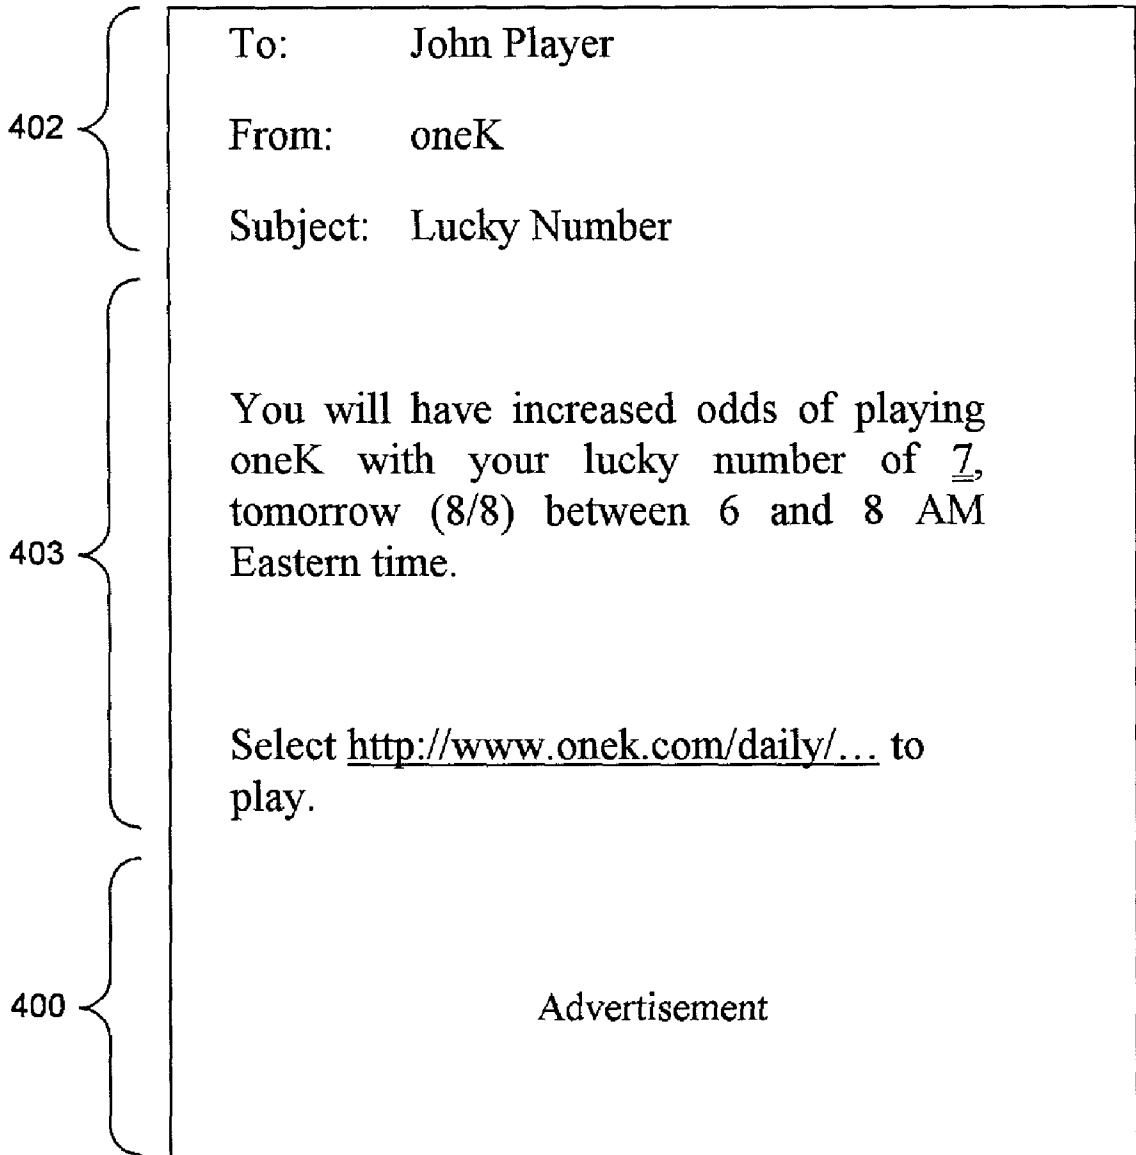 To: John Player
402
From: oneK
Subject: Lucky Number
You will have increased odds of playing
oneK with your lucky number of 7,
tomorrow (8/8) between 6 and 8 AM
403
Eastern time.
Select http://www.onek.com/daily/... to
play.
400
Advertisement